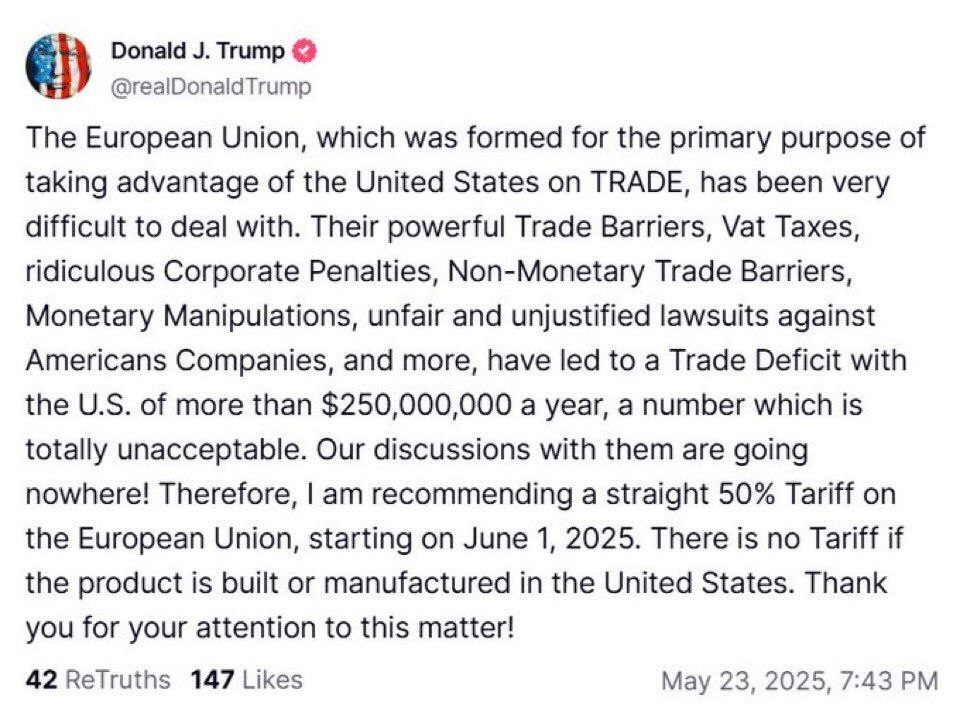 Donald J. Trump
@realDonaldTrump
The European Union, which was formed for the primary purpose of
taking advantage of the United States on TRADE, has been very
difficult to deal with. Their powerful Trade Barriers, Vat Taxes,
ridiculous Corporate Penalties, Non-Monetary Trade Barriers,
Monetary Manipulations, unfair and unjustified lawsuits against
Americans Companies, and more, have led to a Trade Deficit with
the U.S. of more than $250,000,000 a year, a number which is
totally unacceptable. Our discussions with them are going
nowhere! Therefore, I am recommending a straight 50% Tariff on
the European Union, starting on June 1, 2025. There is no Tariff if
the product is built or manufactured in the United States. Thank
you for your attention to this matter!
42 ReTruths 147 Likes May 23, 2025, 7:43 PM